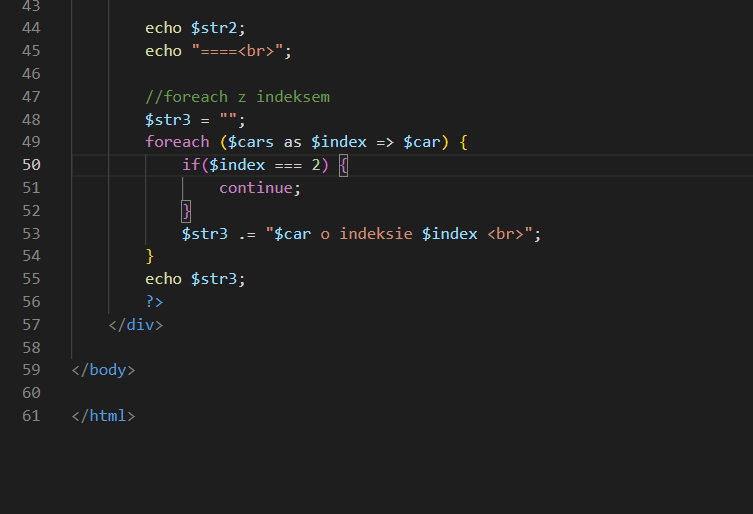 43
44 echo $str2;
45 echo "====<br>";
46
47 //foreach z indeksem
48 $str3 = "";
49 foreach ($cars as $index => $car) {
50 if($index === 2) {
51 continue;
52 }
53 $str3 .= "$car o indeksie $index <br>";
54 }
55 echo $str3;
56 ?>
57 </div>
58
59 </body>
60
61 </html>